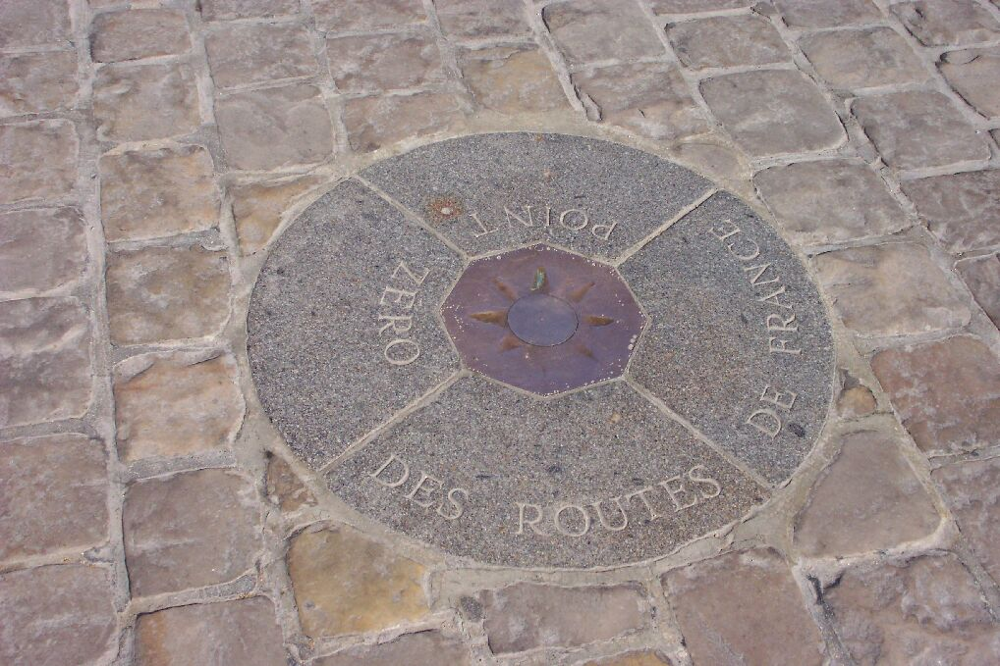 POINT
ZERO
DES ROUTES
DE FRANCE